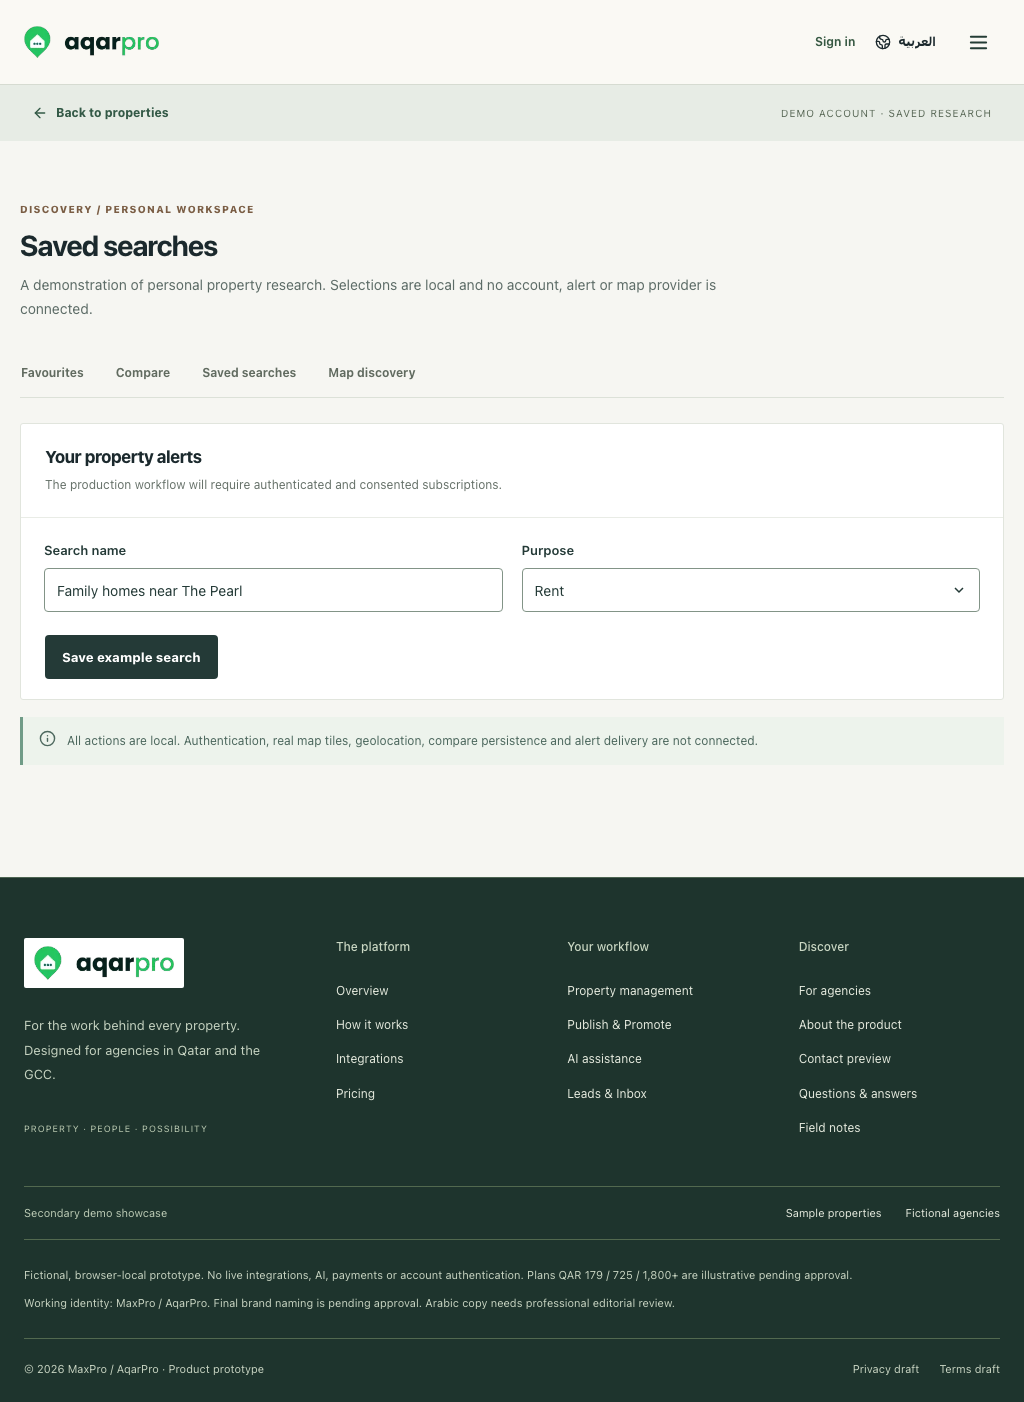 aqarpro
Sign in
العربية
Back to properties
DEMO ACCOUNT · SAVED RESEARCH
DISCOVERY / PERSONAL WORKSPACE
Saved searches
A demonstration of personal property research. Selections are local and no account, alert or map provider is
connected.
Favourites
Compare
Saved searches
Map discovery
Your property alerts
The production workflow will require authenticated and consented subscriptions.
Search name
Family homes near The Pearl
Purpose
Rent
Save example search
All actions are local. Authentication, real map tiles, geolocation, compare persistence and alert delivery are not connected.
aqarpro
For the work behind every property.
Designed for agencies in Qatar and the
GCC.
PROPERTY · PEOPLE · POSSIBILITY
The platform
Overview
How it works
Integrations
Pricing
Your workflow
Property management
Publish & Promote
AI assistance
Leads & Inbox
Discover
For agencies
About the product
Contact preview
Questions & answers
Field notes
Secondary demo showcase
Sample properties
Fictional agencies
Fictional, browser-local prototype. No live integrations, AI, payments or account authentication. Plans QAR 179 / 725 / 1,800+ are illustrative pending approval.
Working identity: MaxPro / AqarPro. Final brand naming is pending approval. Arabic copy needs professional editorial review.
© 2026 MaxPro / AqarPro · Product prototype
Privacy draft
Terms draft